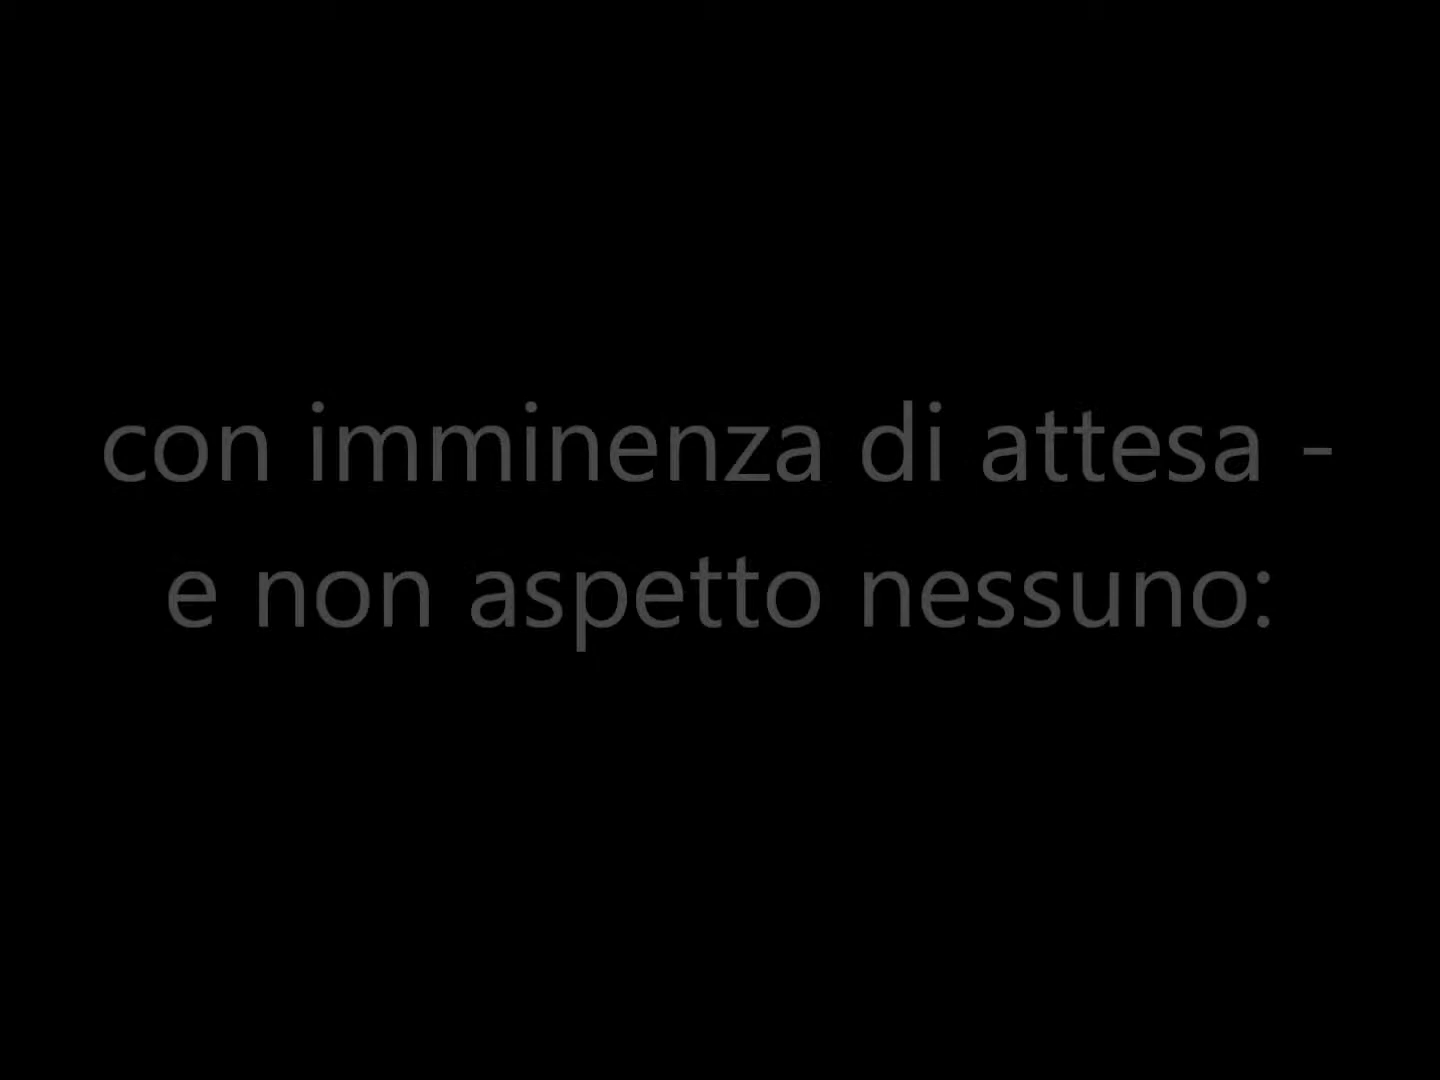 con imminenza di attesa -
e non aspetto nessuno: